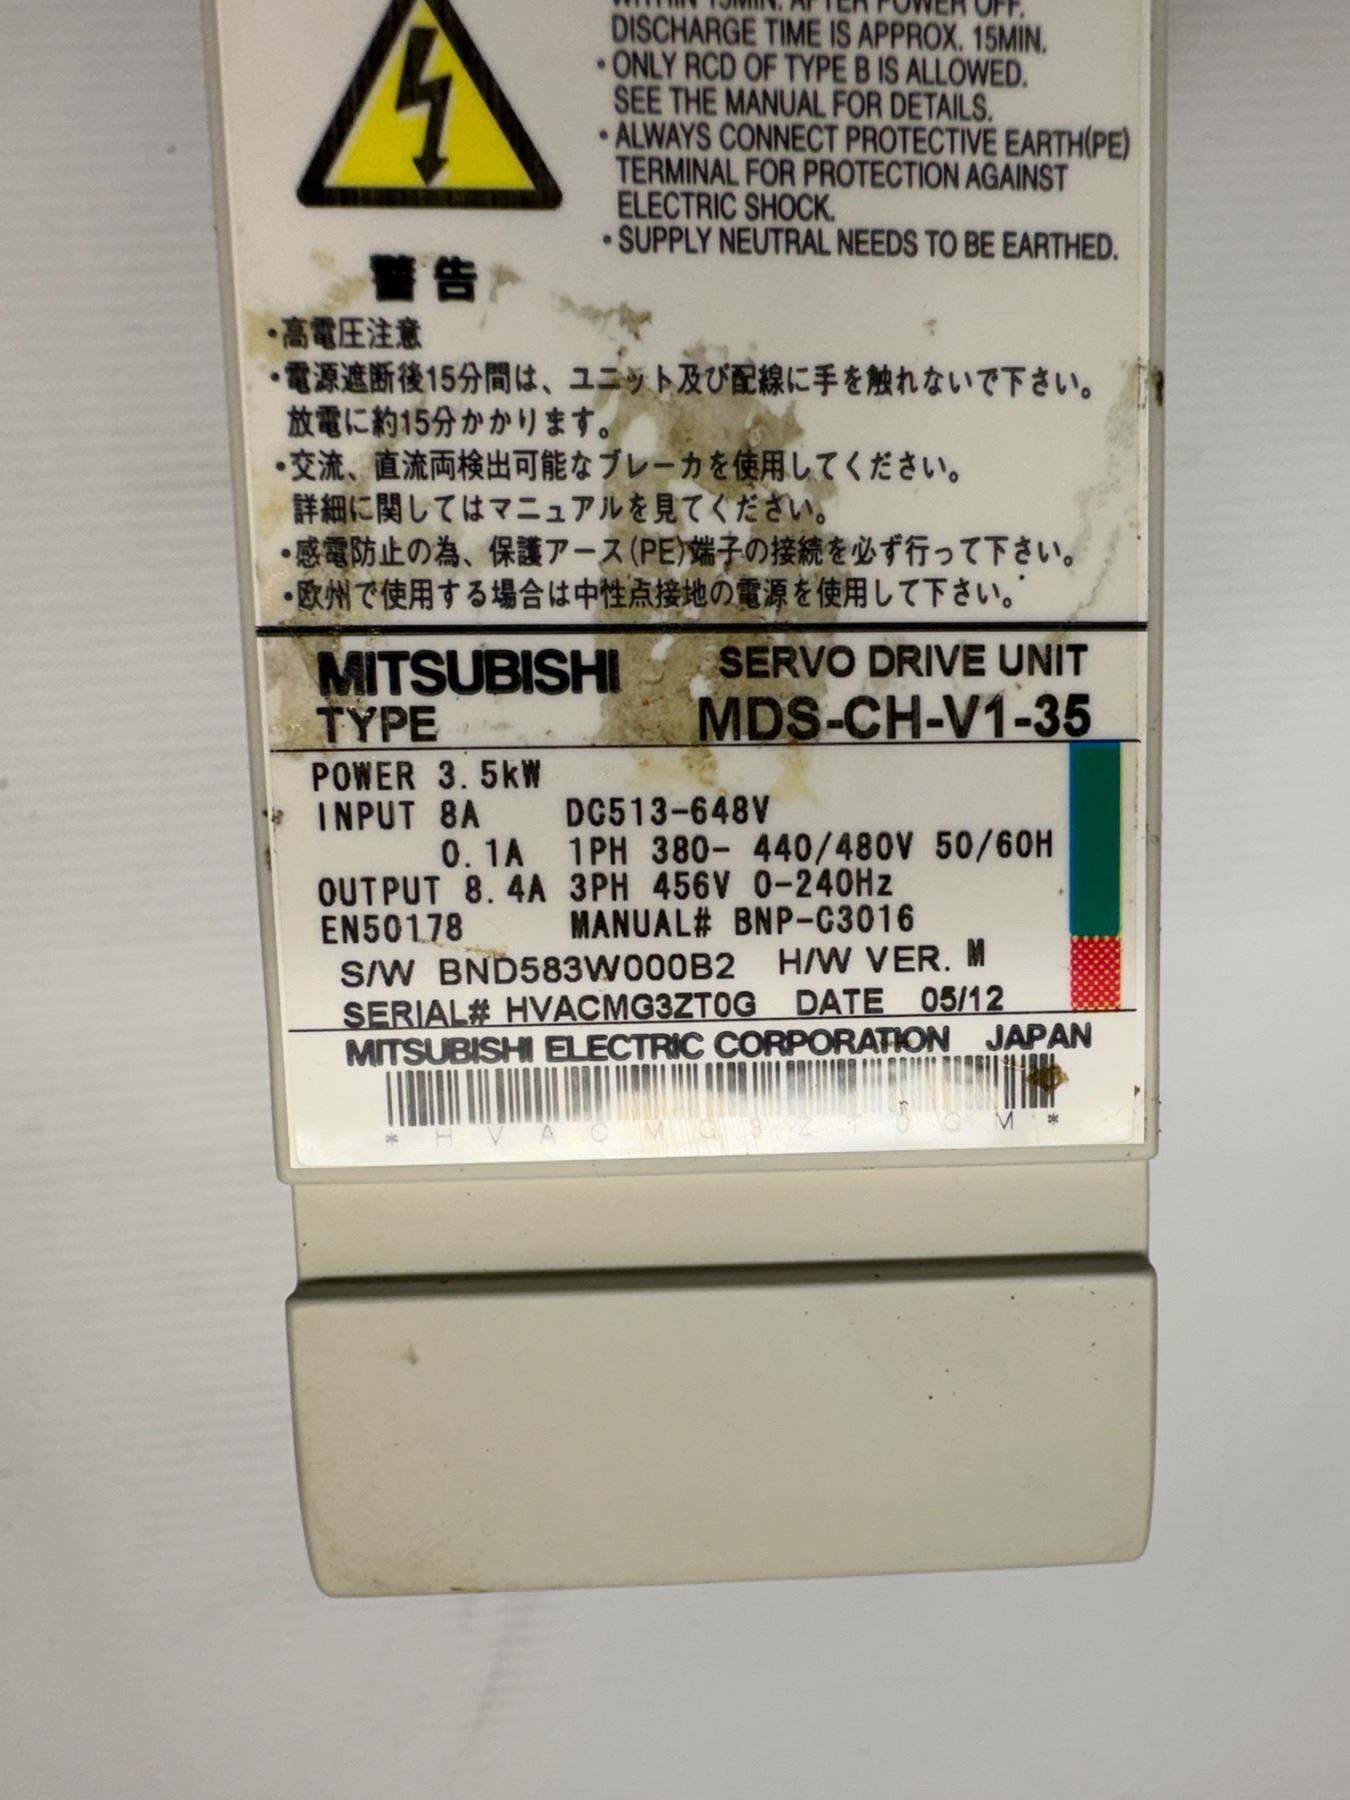 WITHIN 15MIN. AFTER POWER OFF.
DISCHARGE TIME IS APPROX. 15MIN.
・ONLY RCD OF TYPE B IS ALLOWED.
SEE THE MANUAL FOR DETAILS.
・ALWAYS CONNECT PROTECTIVE EARTH(PE)
TERMINAL FOR PROTECTION AGAINST
ELECTRIC SHOCK.
・SUPPLY NEUTRAL NEEDS TO BE EARTHED.
警告
・高電圧注意
・電源遮断後15分間は、ユニット及び配線に手を触れないで下さい。
放電に約15分かかります。
・交流、直流両検出可能なブレーカを使用してください。
詳細に関してはマニュアルを見てください。
・感電防止の為、保護アース(PE)端子の接続を必ず行って下さい。
・欧州で使用する場合は中性点接地の電源を使用して下さい。
MITSUBISHI SERVO DRIVE UNIT
TYPE MDS-CH-V1-35
POWER 3.5kW
INPUT 8A DC513-648V
0.1A 1PH 380- 440/480V 50/60H
OUTPUT 8.4A 3PH 456V 0-240Hz
EN50178 MANUAL# BNP-C3016
S/W BND583W000B2 H/W VER. M
SERIAL# HVACMG3ZT0G DATE 05/12
MITSUBISHI ELECTRIC CORPORATION JAPAN
* H V A C M G 3 Z T 0 G M *